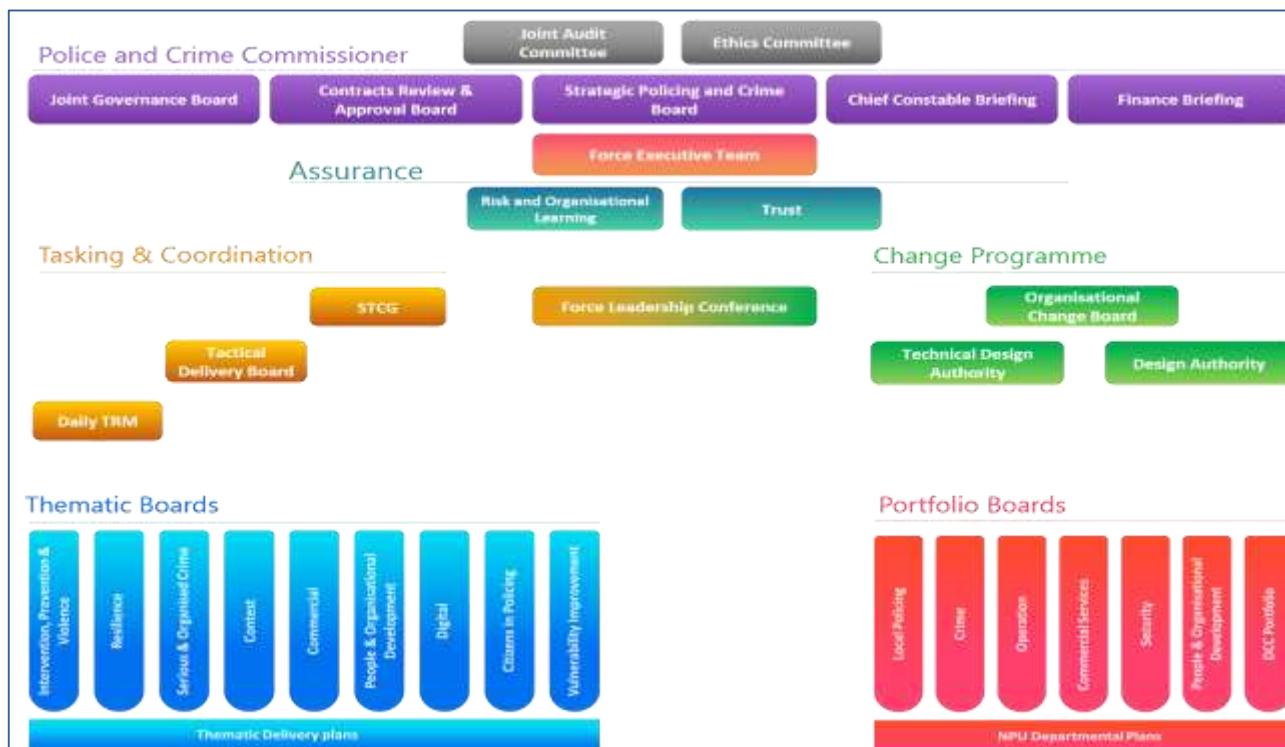 Joint Audit
Committee
Ethics Committee
Police and Crime Commissioner
Joint Governance Board
Contracts Review &
Approval Board
Strategic Policing and Crime
Board
Chief Constable Briefing
Finance Briefing
Force Executive Team
Assurance
Risk and Organisational
Learning
Trust
Tasking & Coordination
Change Programme
STCG
Force Leadership Conference
Organisational
Change Board
Tactical
Delivery Board
Technical Design
Authority
Design Authority
Daily TRM
Thematic Boards
Portfolio Boards
Intervention, Prevention &
Violence
Resilience
Serious & Organised Crime
Contest
Commercial
People & Organisational
Development
Digital
Citizens in Policing
Vulnerability Improvement
Local Policing
Crime
Operation
Commercial Services
Security
People & Organisational
Development
DCC Portfolio
Thematic Delivery plans
NPU Departmental Plans